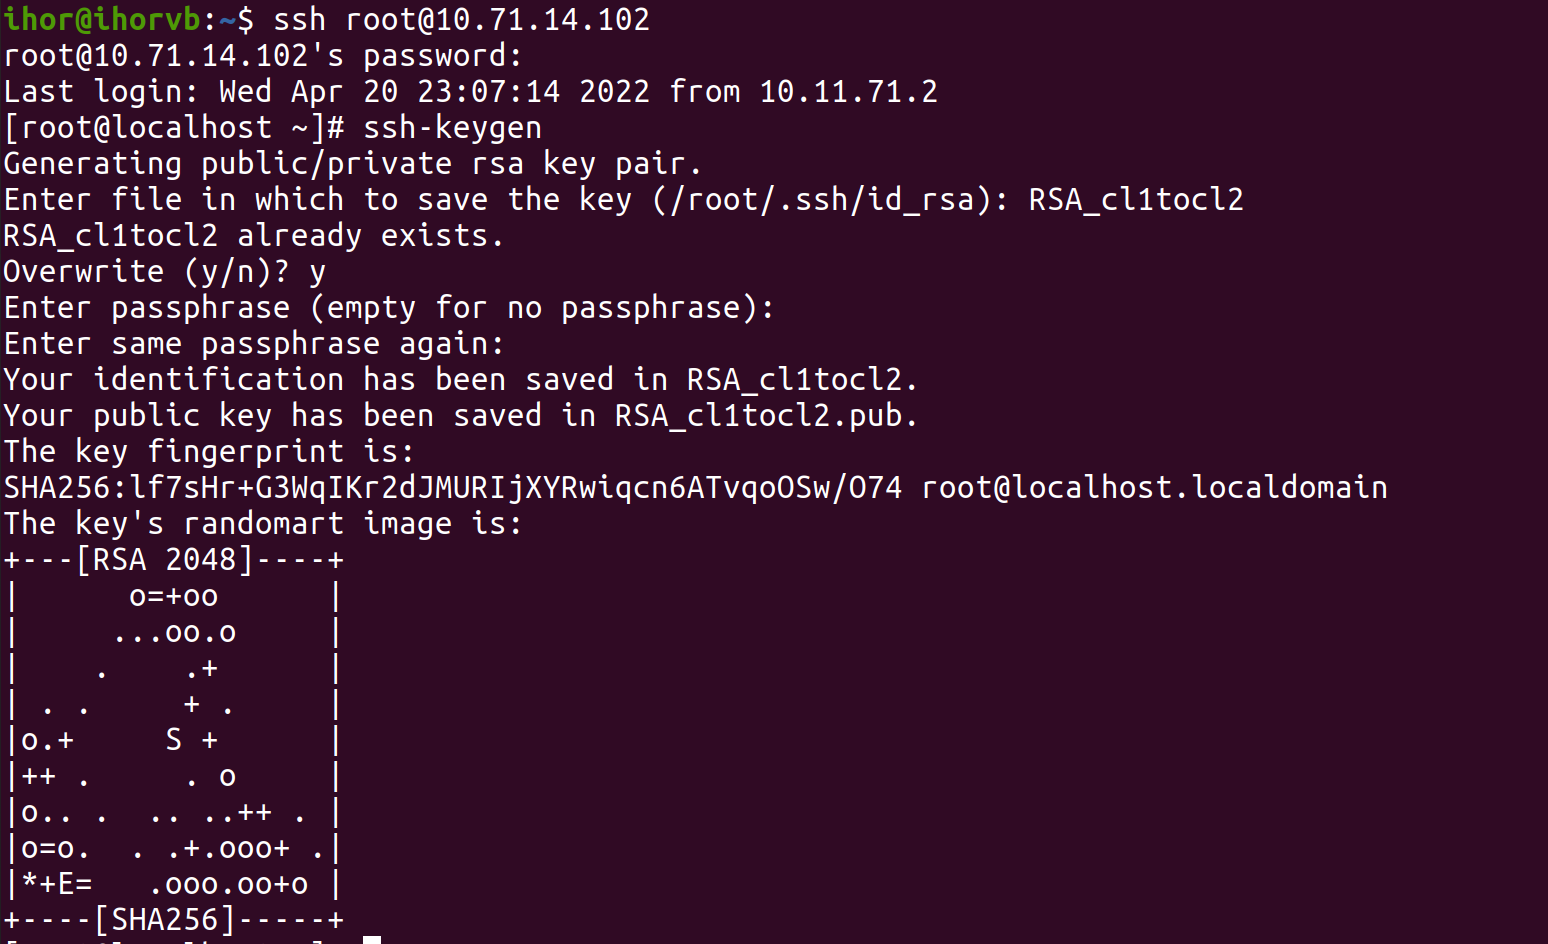 ihor@ihorvb:~$ ssh root@10.71.14.102
root@10.71.14.102's password:
Last login: Wed Apr 20 23:07:14 2022 from 10.11.71.2
[root@localhost ~]# ssh-keygen
Generating public/private rsa key pair.
Enter file in which to save the key (/root/.ssh/id_rsa): RSA_cl1tocl2
RSA_cl1tocl2 already exists.
Overwrite (y/n)? y
Enter passphrase (empty for no passphrase):
Enter same passphrase again:
Your identification has been saved in RSA_cl1tocl2.
Your public key has been saved in RSA_cl1tocl2.pub.
The key fingerprint is:
SHA256:lf7sHr+G3WqIKr2dJMURIjXYRwiqcn6ATvqoOSw/O74 root@localhost.localdomain
The key's randomart image is:
+---[RSA 2048]----+
|      o=+oo      |
|     ...oo.o     |
|    .    .+      |
| . .     + .     |
|o.+     S +      |
|++ .     . o     |
|o.. .  .. ..++ . |
|o=o.  . .+.ooo+ .|
|*+E=   .ooo.oo+o |
+----[SHA256]-----+